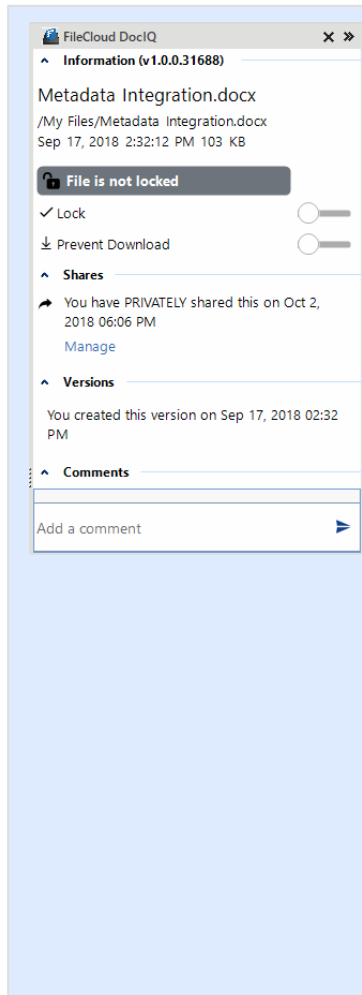 FileCloud DocIQ
Information (v1.0.0.31688)
Metadata Integration.docx
/My Files/Metadata Integration.docx
Sep 17, 2018 2:32:12 PM 103 KB
File is not locked
Lock
Prevent Download
Shares
You have PRIVATELY shared this on Oct 2,
2018 06:06 PM
Manage
Versions
You created this version on Sep 17, 2018 02:32
PM
Comments
Add a comment